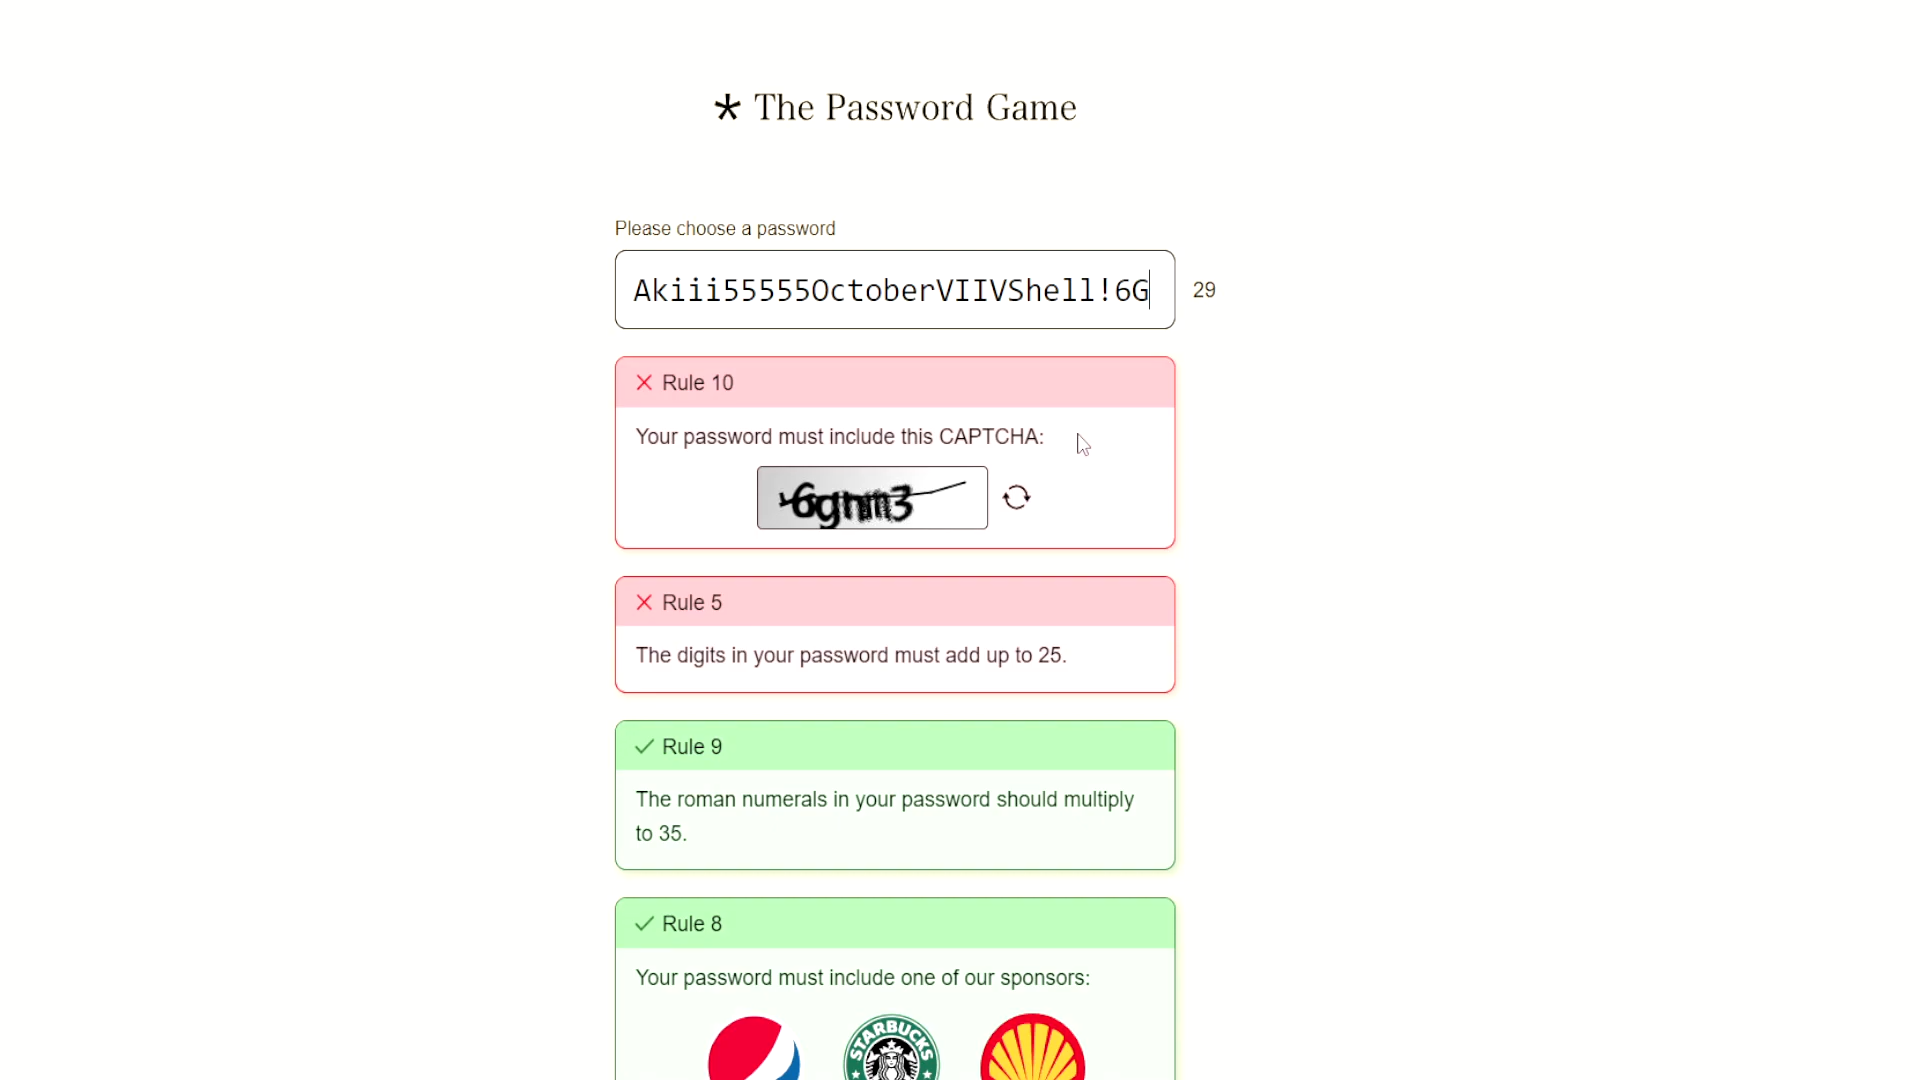 * The Password Game
Please choose a password
Akiii55555OctoberVIIVShell!6G
29
Rule 10
Your password must include this CAPTCHA:
6gnm3
Rule 5
The digits in your password must add up to 25.
Rule 9
The roman numerals in your password should multiply
to 35.
Rule 8
Your password must include one of our sponsors:
STARBUCKS